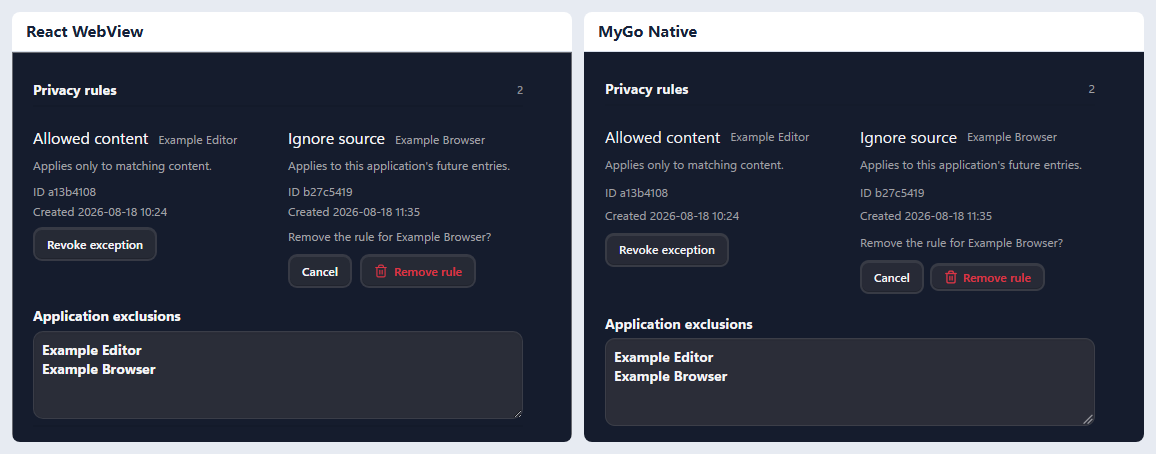 React WebView
Privacy rules 2
Allowed content Example Editor
Applies only to matching content.
ID a13b4108
Created 2026-08-18 10:24
Revoke exception
Ignore source Example Browser
Applies to this application's future entries.
ID b27c5419
Created 2026-08-18 11:35
Remove the rule for Example Browser?
Cancel Remove rule
Application exclusions
Example Editor
Example Browser
MyGo Native
Privacy rules 2
Allowed content Example Editor
Applies only to matching content.
ID a13b4108
Created 2026-08-18 10:24
Revoke exception
Ignore source Example Browser
Applies to this application's future entries.
ID b27c5419
Created 2026-08-18 11:35
Remove the rule for Example Browser?
Cancel Remove rule
Application exclusions
Example Editor
Example Browser